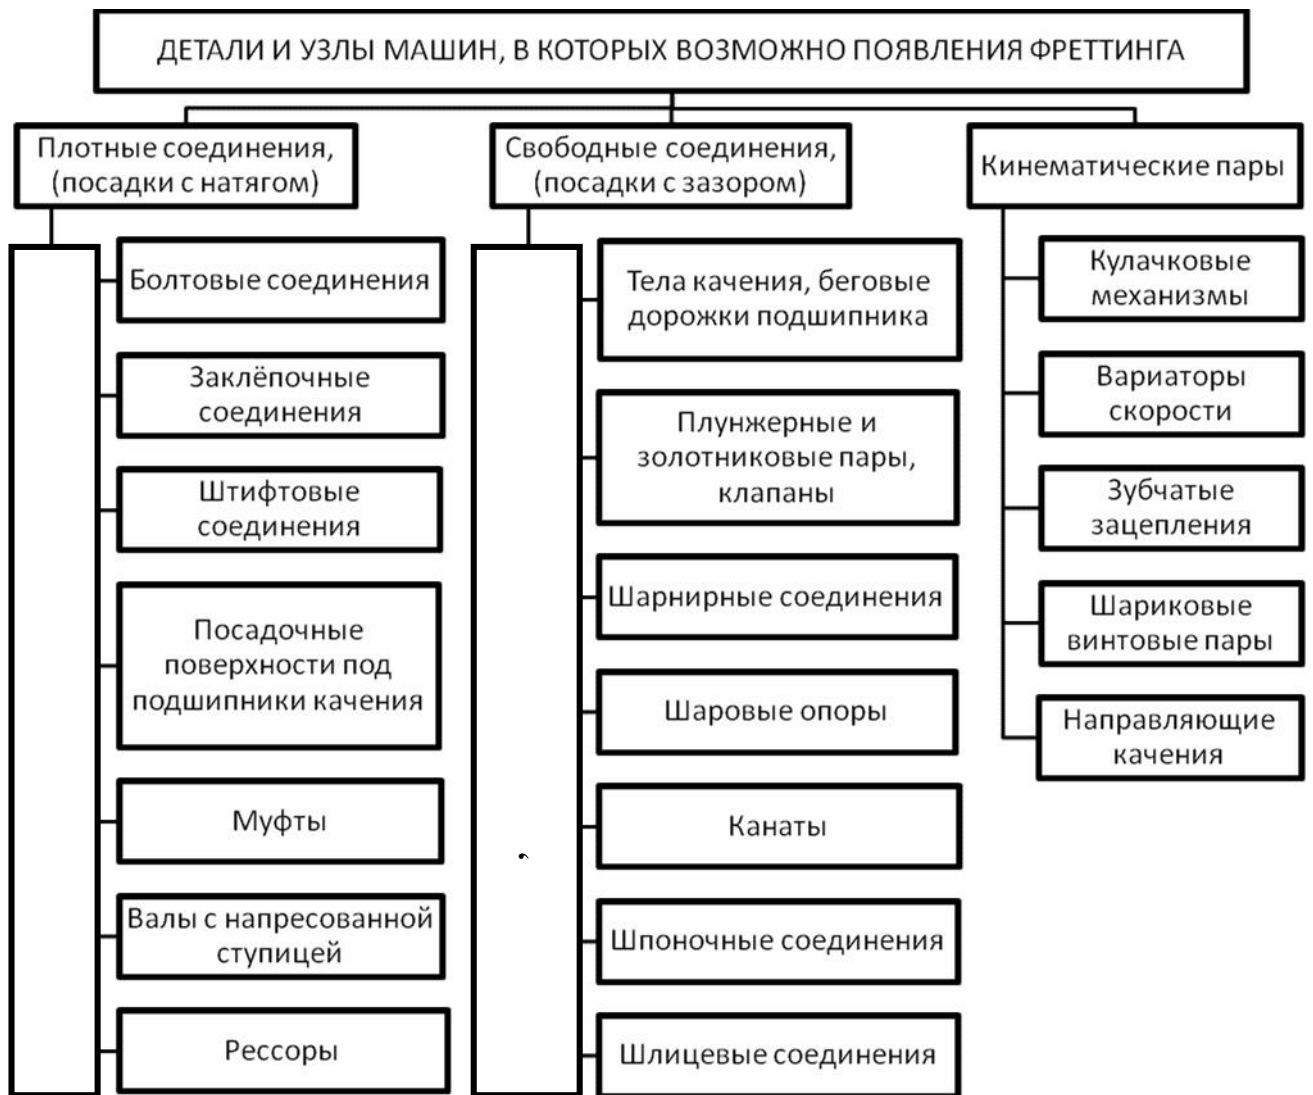 ДЕТАЛИ И УЗЛЫ МАШИН, В КОТОРЫХ ВОЗМОЖНО ПОЯВЛЕНИЯ ФРЕТТИНГА
Плотные соединения,
(посадки с натягом)
Болтовые соединения
Заклёпочные
соединения
Штифтовые
соединения
Посадочные
поверхности под
подшипники качения
Муфты
Валы с напресованной
ступицей
Рессоры
Свободные соединения,
(посадки с зазором)
Тела качения, беговые
дорожки подшипника
Плунжерные и
золотниковые пары,
клапаны
Шарнирные соединения
Шаровые опоры
Канаты
Шпоночные соединения
Шлицевые соединения
,
Кинематические пары
Кулачковые
механизмы
Вариаторы
скорости
Зубчатые
зацепления
Шариковые
винтовые пары
Направляющие
качения